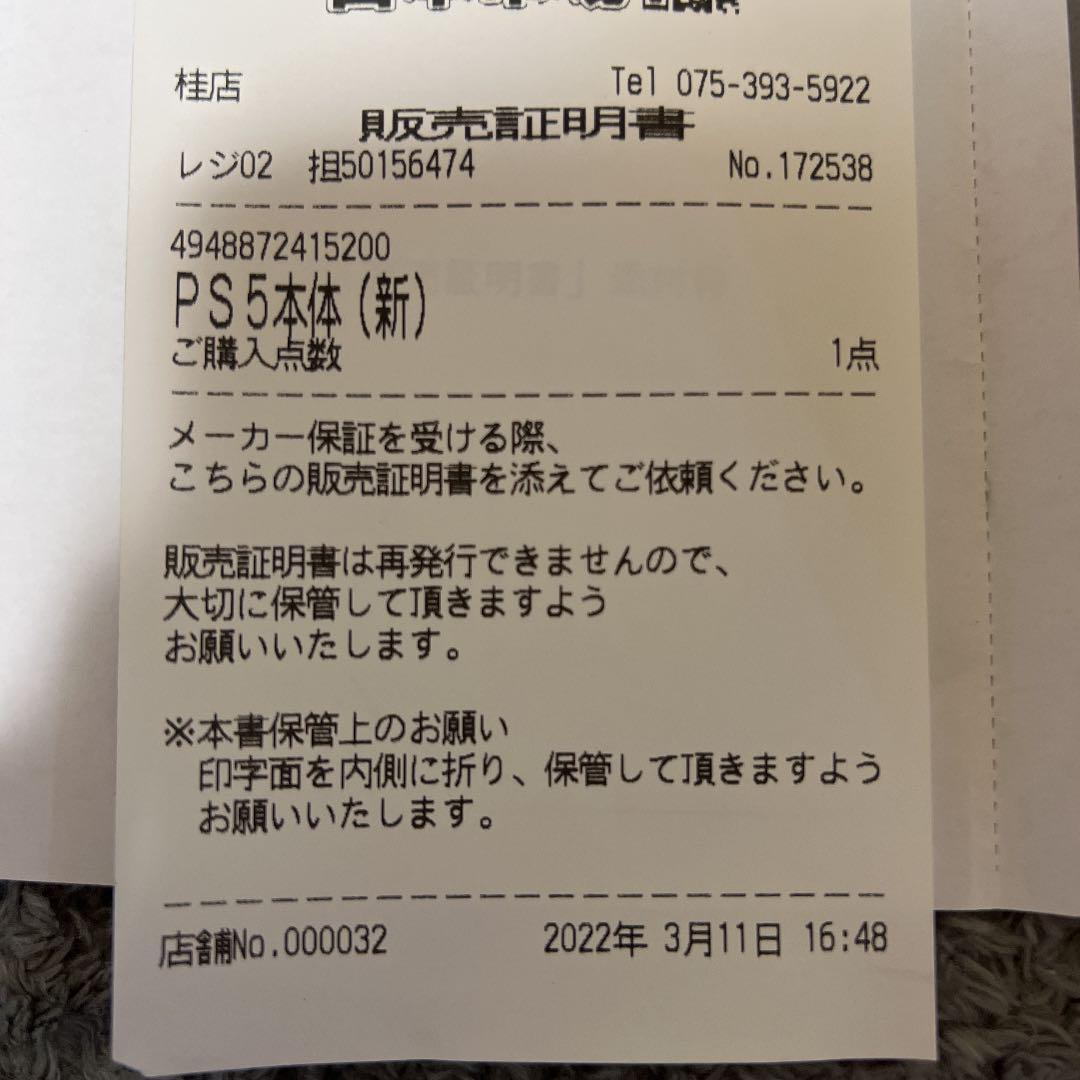 桂店 Tel 075-393-5922
販売証明書
レジ02 担50156474 No.172538
4948872415200
PS5本体(新)
ご購入点数 1点
メーカー保証を受ける際、
こちらの販売証明書を添えてご依頼ください。
販売証明書は再発行できませんので、
大切に保管して頂きますよう
お願いいたします。
※本書保管上のお願い
印字面を内側に折り、保管して頂きますよう
お願いいたします。
店舗No.000032 2022年 3月11日 16:48